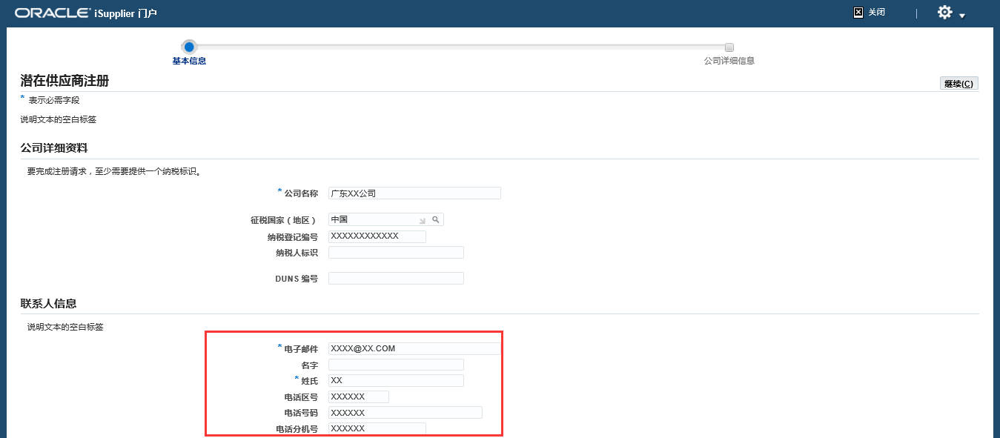 ORACLE iSupplier 门户
关闭
基本信息
公司详细信息
潜在供应商注册
继续(C)
* 表示必需字段
说明文本的空白标签
公司详细资料
要完成注册请求，至少需要提供一个纳税标识。
* 公司名称 广东XX公司
征税国家（地区） 中国
纳税登记编号 XXXXXXXXXXXX
纳税人标识
DUNS 编号
联系人信息
说明文本的空白标签
* 电子邮件 XXXX@XX.COM
名字
* 姓氏 XX
电话区号 XXXXXX
电话号码 XXXXXX
电话分机号 XXXXXX